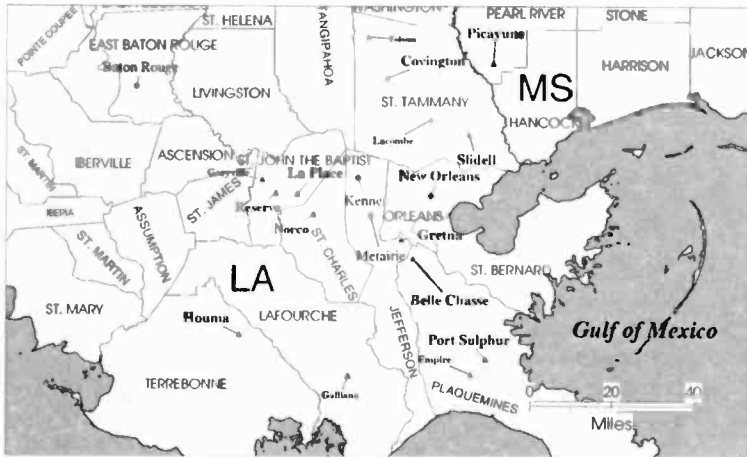 POINTE COUPEE
ST. HELENA
TANGIPAHOA
WASHINGTON
PEARL RIVER
STONE
EAST BATON ROUGE
Baton Rouge
Folsom
Picayune
Covington
JACKSON
HARRISON
LIVINGSTON
ST. TAMMANY
MS
HANCOCK
Lacombe
Slidell
ST. MARTIN
IBERVILLE
ASCENSION
ST. JOHN THE BAPTIST
Garyville
La Place
New Orleans
ST. JAMES
Reserve
Kenner
ORLEANS
IBERIA
ASSUMPTION
Norco
Gretna
ST. MARTIN
ST. CHARLES
Metairie
ST. BERNARD
LA
Belle Chasse
ST. MARY
Houma
LAFOURCHE
JEFFERSON
Port Sulphur
Gulf of Mexico
Empire
TERREBONNE
PLAQUEMINES
Galliano
0 20 40
Miles